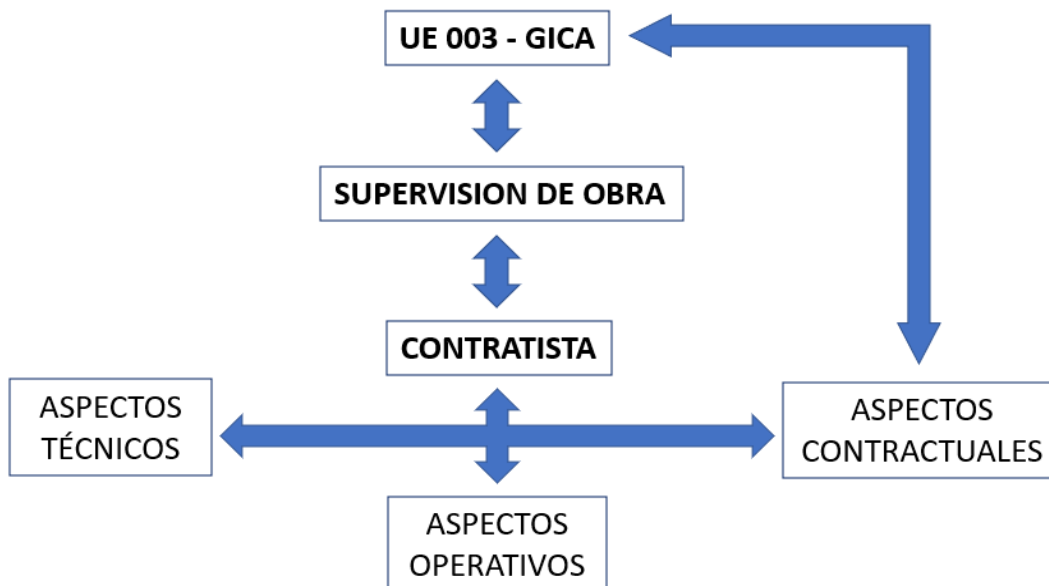 UE 003 - GICA
SUPERVISION DE OBRA
CONTRATISTA
ASPECTOS
TÉCNICOS
ASPECTOS
CONTRACTUALES
ASPECTOS
OPERATIVOS